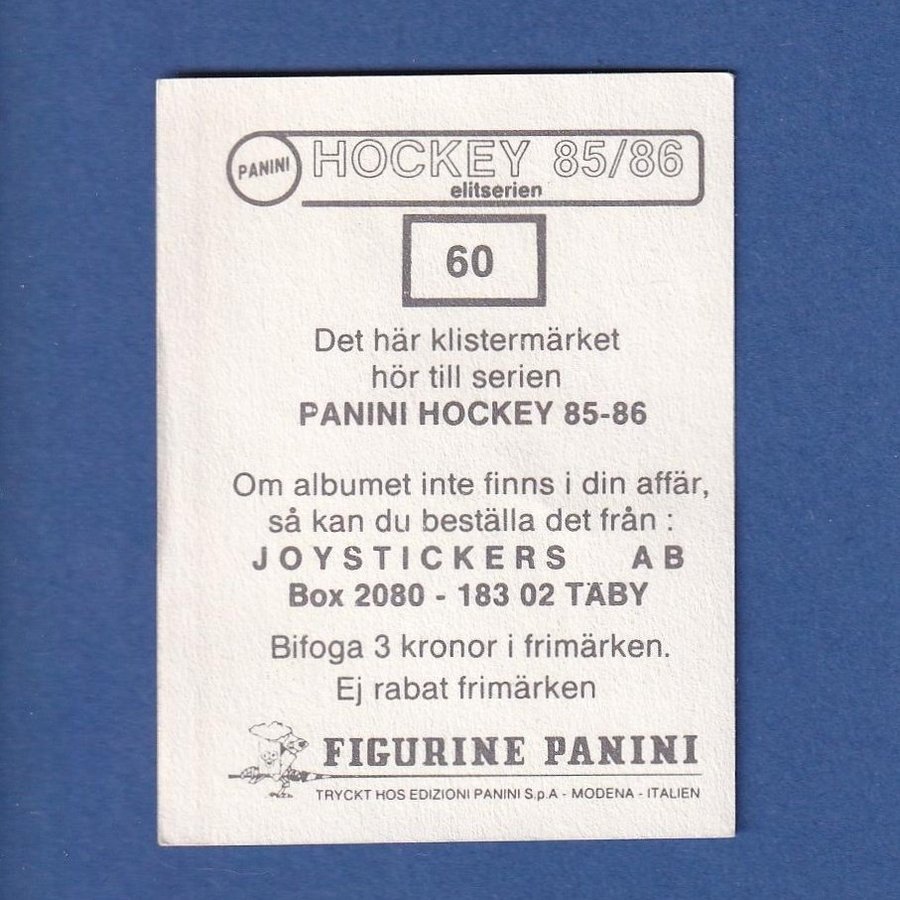 PANINI HOCKEY 85/86
elitserien
60
Det här klistermärket
hör till serien
PANINI HOCKEY 85-86
Om albumet inte finns i din affär,
så kan du beställa det från :
JOYSTICKERS AB
Box 2080 - 183 02 TÄBY
Bifoga 3 kronor i frimärken.
Ej rabat frimärken
FIGURINE PANINI
TRYCKT HOS EDIZIONI PANINI S.p.A - MODENA - ITALIEN